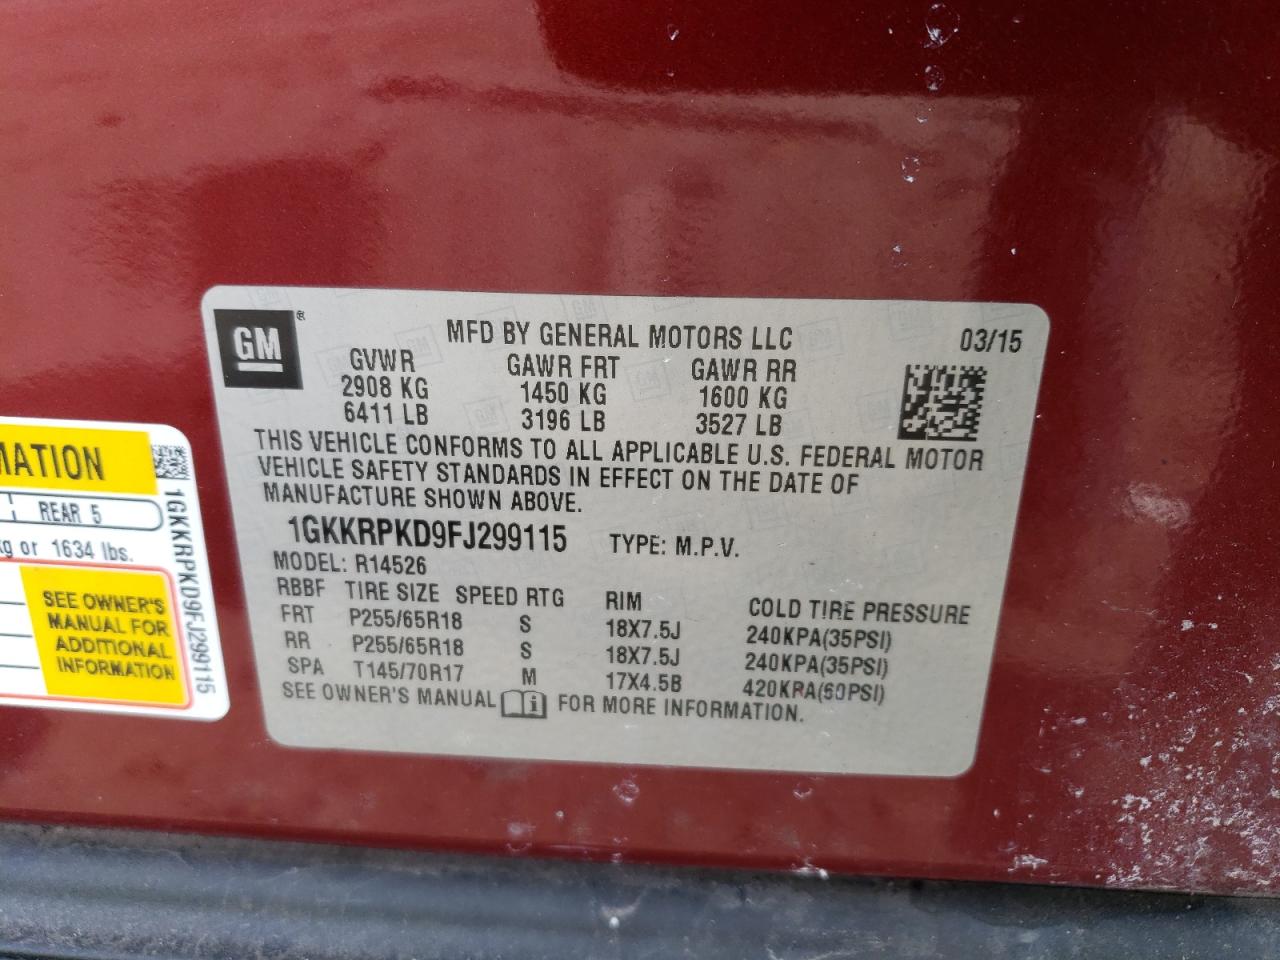 GM ®
MFD BY GENERAL MOTORS LLC
03/15
GVWR GAWR FRT GAWR RR
2908 KG 1450 KG 1600 KG
6411 LB 3196 LB 3527 LB
THIS VEHICLE CONFORMS TO ALL APPLICABLE U.S. FEDERAL MOTOR
VEHICLE SAFETY STANDARDS IN EFFECT ON THE DATE OF
MANUFACTURE SHOWN ABOVE.
1GKKRPKD9FJ299115 TYPE: M.P.V.
MODEL: R14526
RBBF TIRE SIZE SPEED RTG RIM COLD TIRE PRESSURE
FRT P255/65R18 S 18X7.5J 240KPA(35PSI)
RR P255/65R18 S 18X7.5J 240KPA(35PSI)
SPA T145/70R17 M 17X4.5B 420KPA(60PSI)
SEE OWNER'S MANUAL FOR MORE INFORMATION.
MATION
REAR 5
kg or 1634 lbs.
SEE OWNER'S
MANUAL FOR
ADDITIONAL
INFORMATION
1GKKRPKD9FJ299115